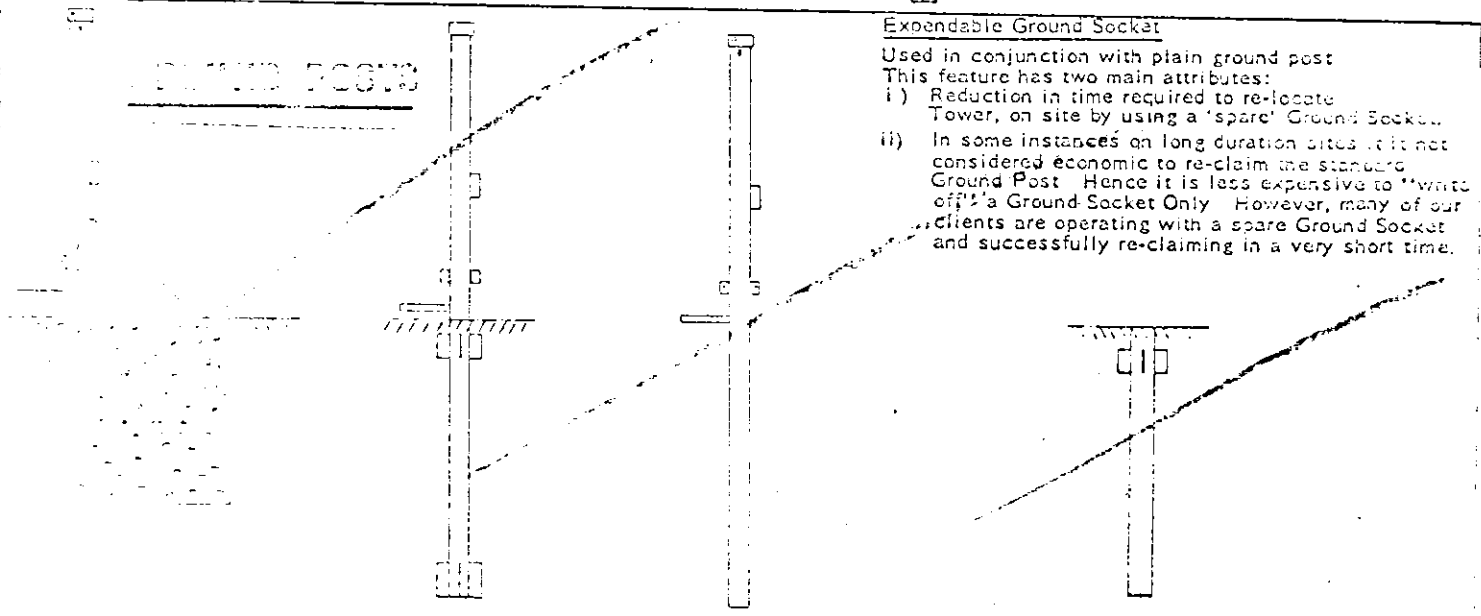 Expendable Ground Socket
Used in conjunction with plain ground post
This feature has two main attributes:
i) Reduction in time required to re-locate
Tower, on site by using a 'spare' Ground Socket.
ii) In some instances on long duration sites it is not
considered economic to re-claim the standard
Ground Post Hence it is less expensive to "write
off" a Ground Socket Only However, many of our
clients are operating with a spare Ground Socket
and successfully re-claiming in a very short time.